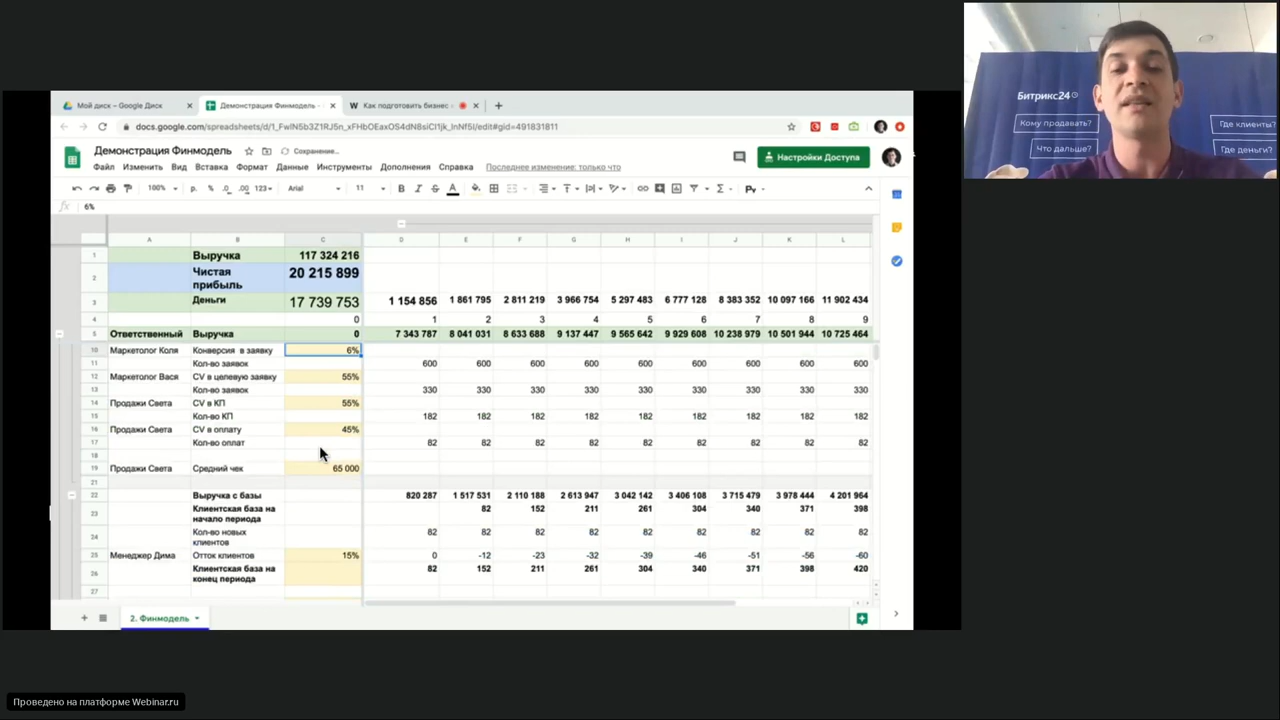 Мой диск – Google Диск
Демонстрация Финмодель -
Как подготовить бизнес
docs.google.com/spreadsheets/d/1_FwIN5b3Z1RJ5n_xFHbOEaxOS4dN8siCI1jk_InNf5I/edit#gid=491831811
Демонстрация Финмодель
Сохранение...
Файл Изменить Вид Вставка Формат Данные Инструменты Дополнения Справка Последнее изменение: только что
Настройки Доступа
100% р. % .0 .00 123 Arial 11
fx 6%
A B C D E F G H I J K L
1 Выручка 117 324 216
2 Чистая прибыль 20 215 899
3 Деньги 17 739 753 1 154 856 1 861 795 2 811 219 3 966 754 5 297 483 6 777 128 8 383 352 10 097 166 11 902 434
4 0 1 2 3 4 5 6 7 8 9
5 Ответственный Выручка 0 7 343 787 8 041 031 8 633 688 9 137 447 9 565 642 9 929 608 10 238 979 10 501 944 10 725 464
10 Маркетолог Коля Конверсия в заявку 6%
11 Кол-во заявок 600 600 600 600 600 600 600 600 600
12 Маркетолог Вася CV в целевую заявку 55%
13 Кол-во заявок 330 330 330 330 330 330 330 330 330
14 Продажи Света CV в КП 55%
15 Кол-во КП 182 182 182 182 182 182 182 182 182
16 Продажи Света CV в оплату 45%
17 Кол-во оплат 82 82 82 82 82 82 82 82 82
18
19 Продажи Света Средний чек 65 000
21
22 Выручка с базы 820 287 1 517 531 2 110 188 2 613 947 3 042 142 3 406 108 3 715 479 3 978 444 4 201 964
23 Клиентская база на начало периода 82 152 211 261 304 340 371 398
24 Кол-во новых клиентов 82 82 82 82 82 82 82 82 82
25 Менеджер Дима Отток клиентов 15% 0 -12 -23 -32 -39 -46 -51 -56 -60
26 Клиентская база на конец периода 82 152 211 261 304 340 371 398 420
27
2. Финмодель
Битрикс24
Кому продавать?
Что дальше?
Где клиенты?
Где деньги?
Проведено на платформе Webinar.ru